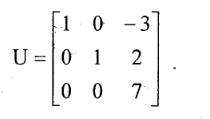 U = [1 0 -3
0 1 2
0 0 7] .